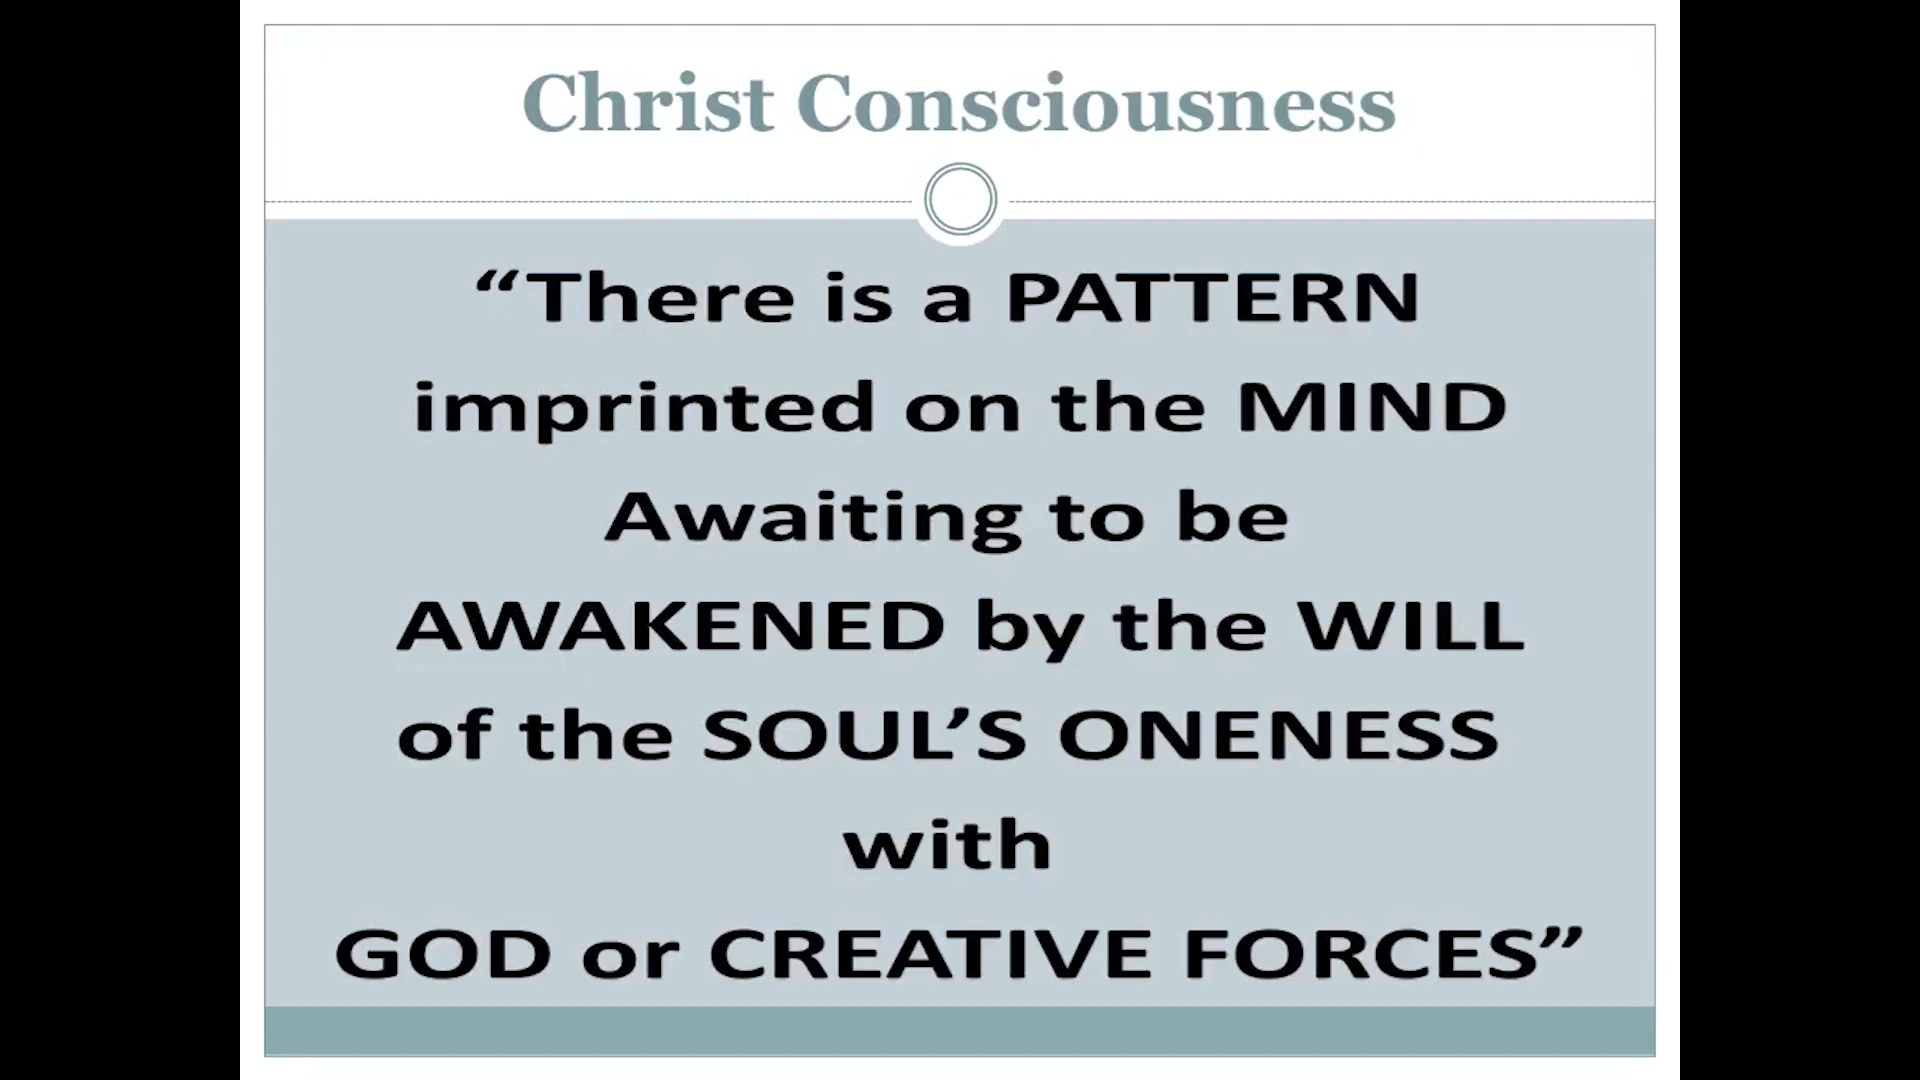 Christ Consciousness
“There is a PATTERN
imprinted on the MIND
Awaiting to be
AWAKENED by the WILL
of the SOUL’S ONENESS
with
GOD or CREATIVE FORCES”